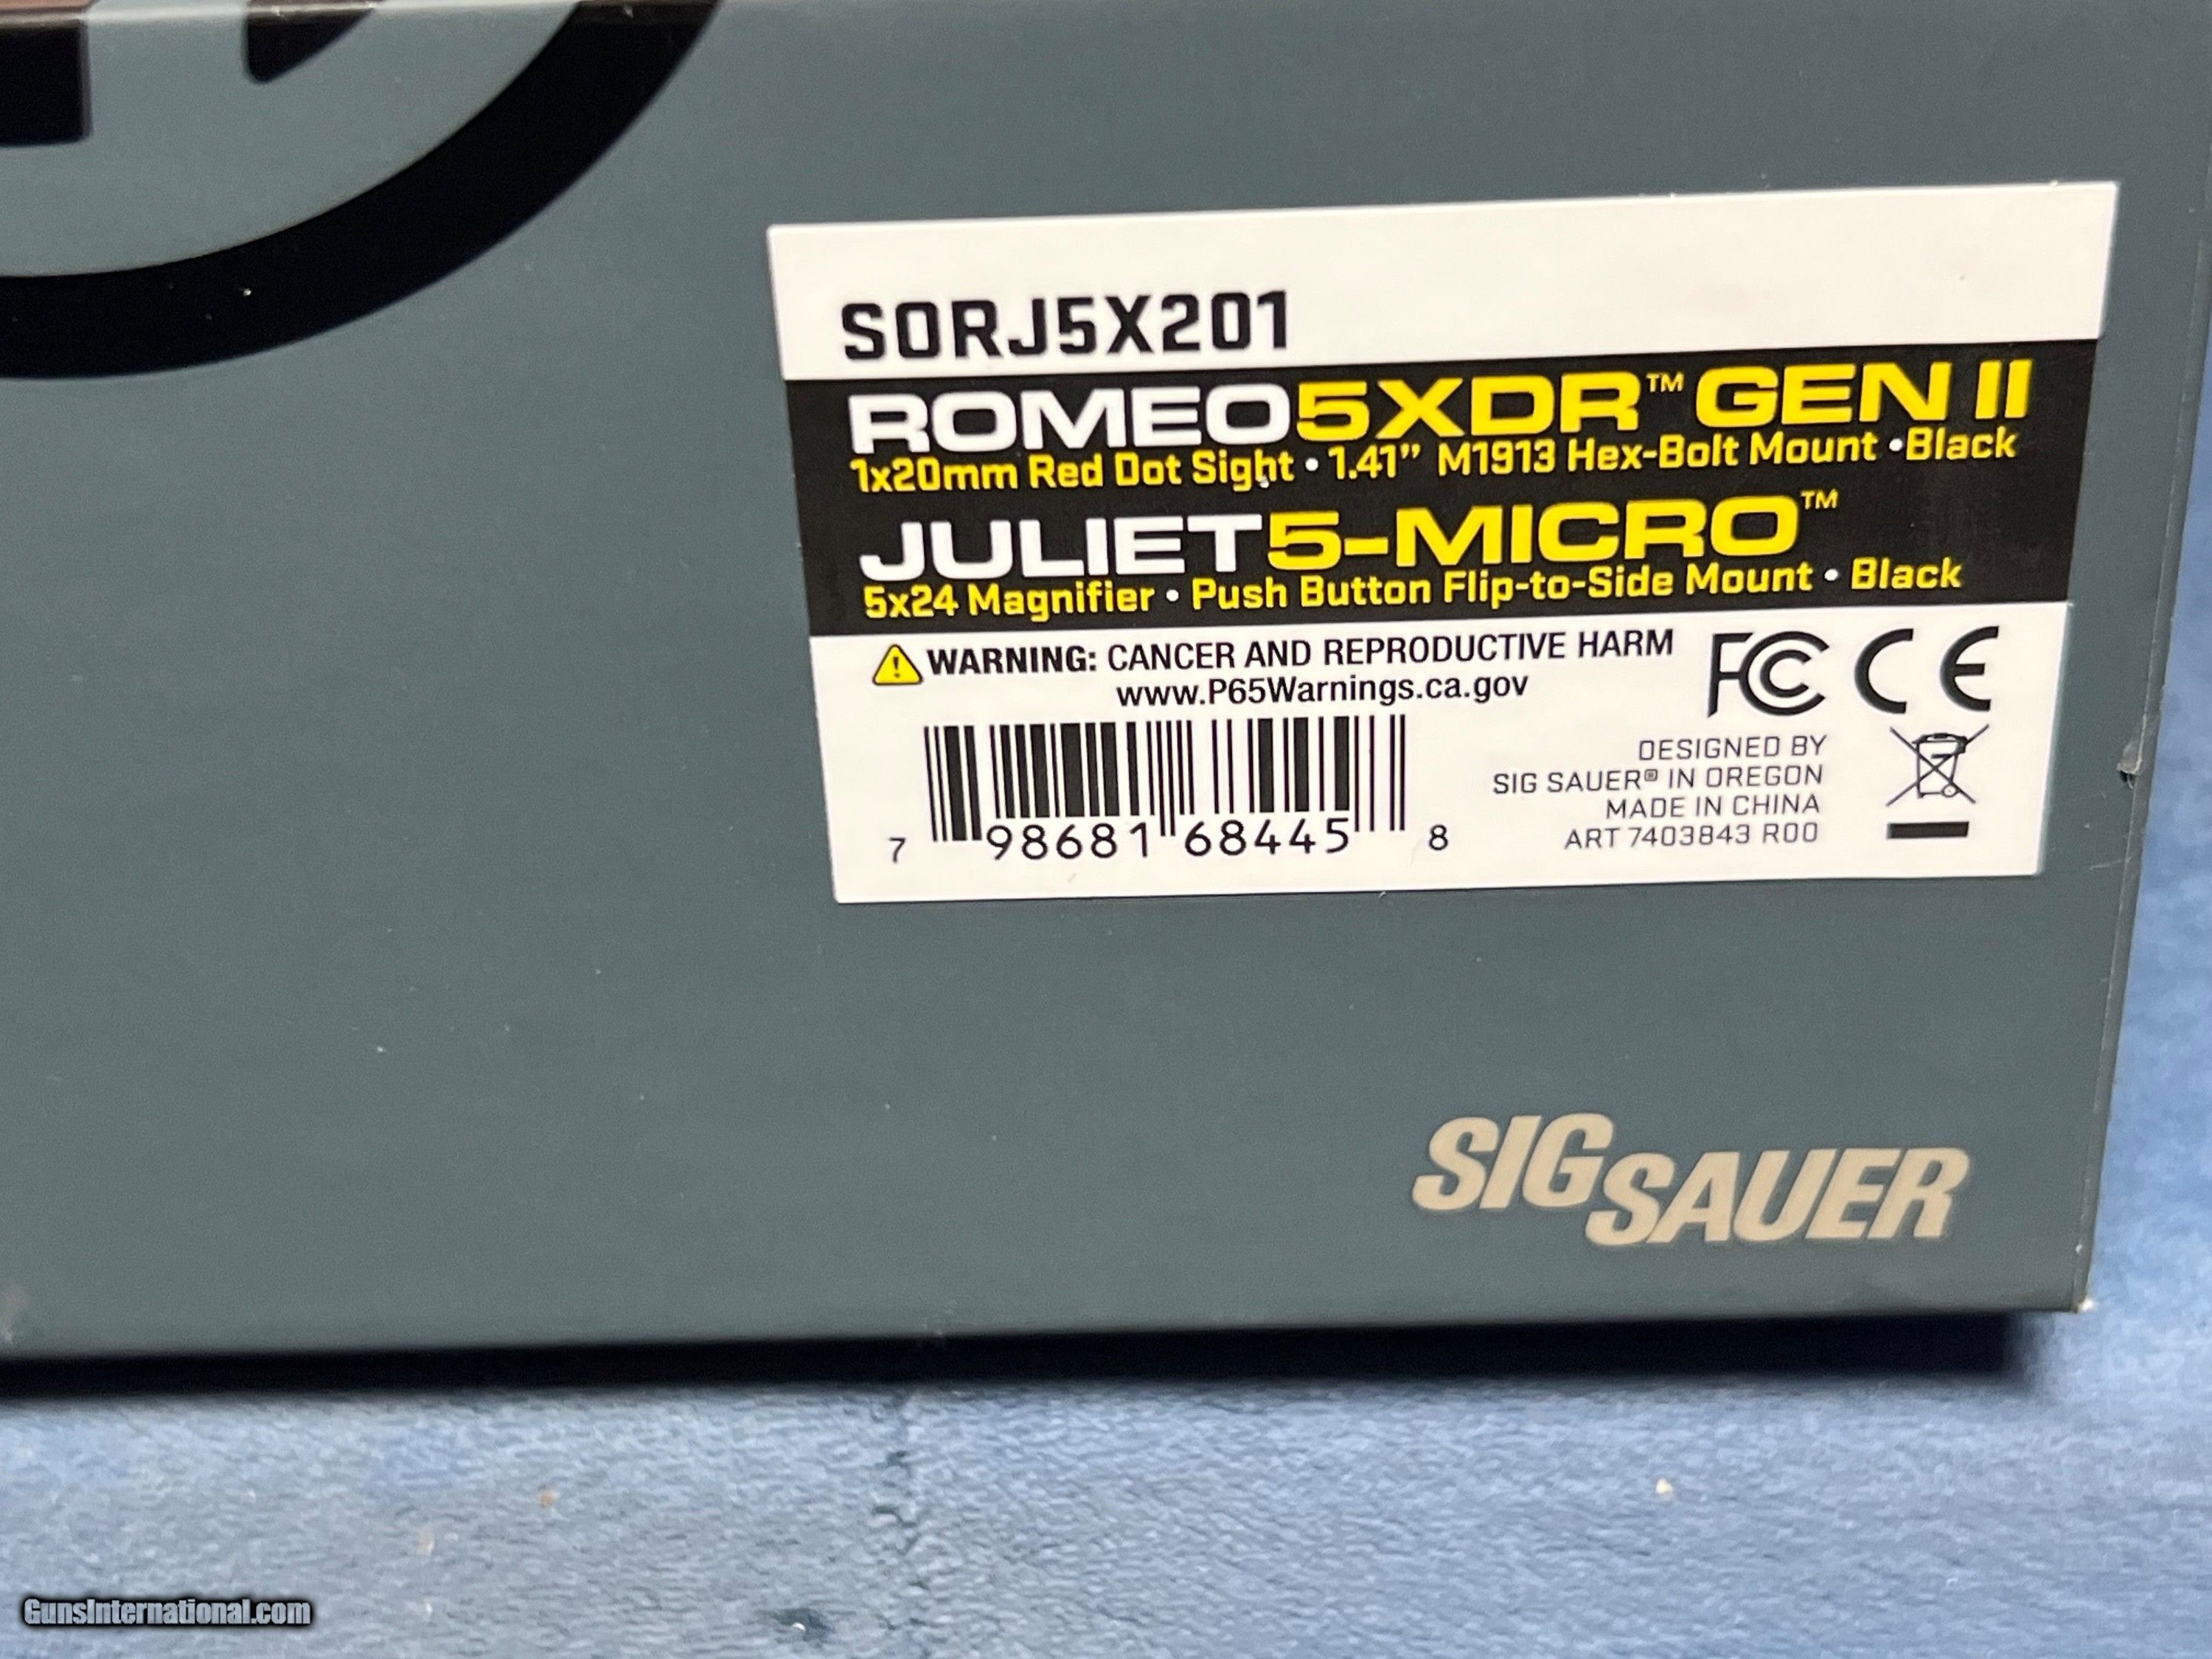 SORJ5X201
ROMEO5XDR™ GEN II
1x20mm Red Dot Sight • 1.41” M1913 Hex-Bolt Mount • Black
JULIET5-MICRO™
5x24 Magnifier • Push Button Flip-to-Side Mount • Black
WARNING: CANCER AND REPRODUCTIVE HARM
www.P65Warnings.ca.gov
FC CE
DESIGNED BY
SIG SAUER® IN OREGON
MADE IN CHINA
ART 7403843 R00
7 98681 68445 8
SIG SAUER
GunsInternational.com